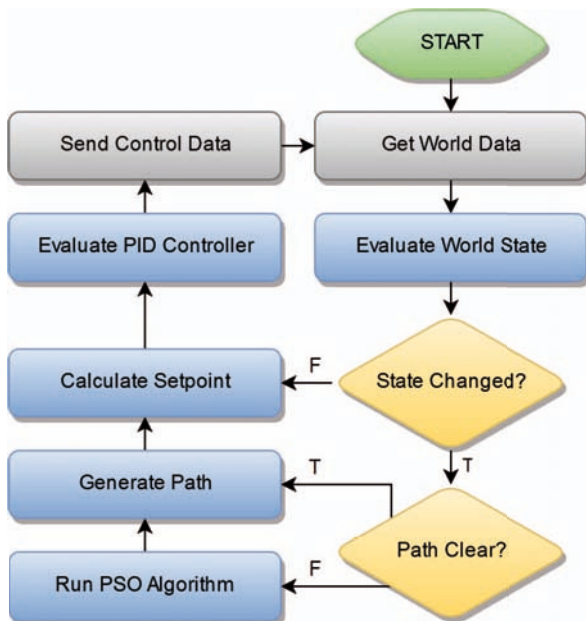 START
Send Control Data
Get World Data
Evaluate PID Controller
Evaluate World State
Calculate Setpoint
F
State Changed?
T
Generate Path
T
Path Clear?
Run PSO Algorithm
F